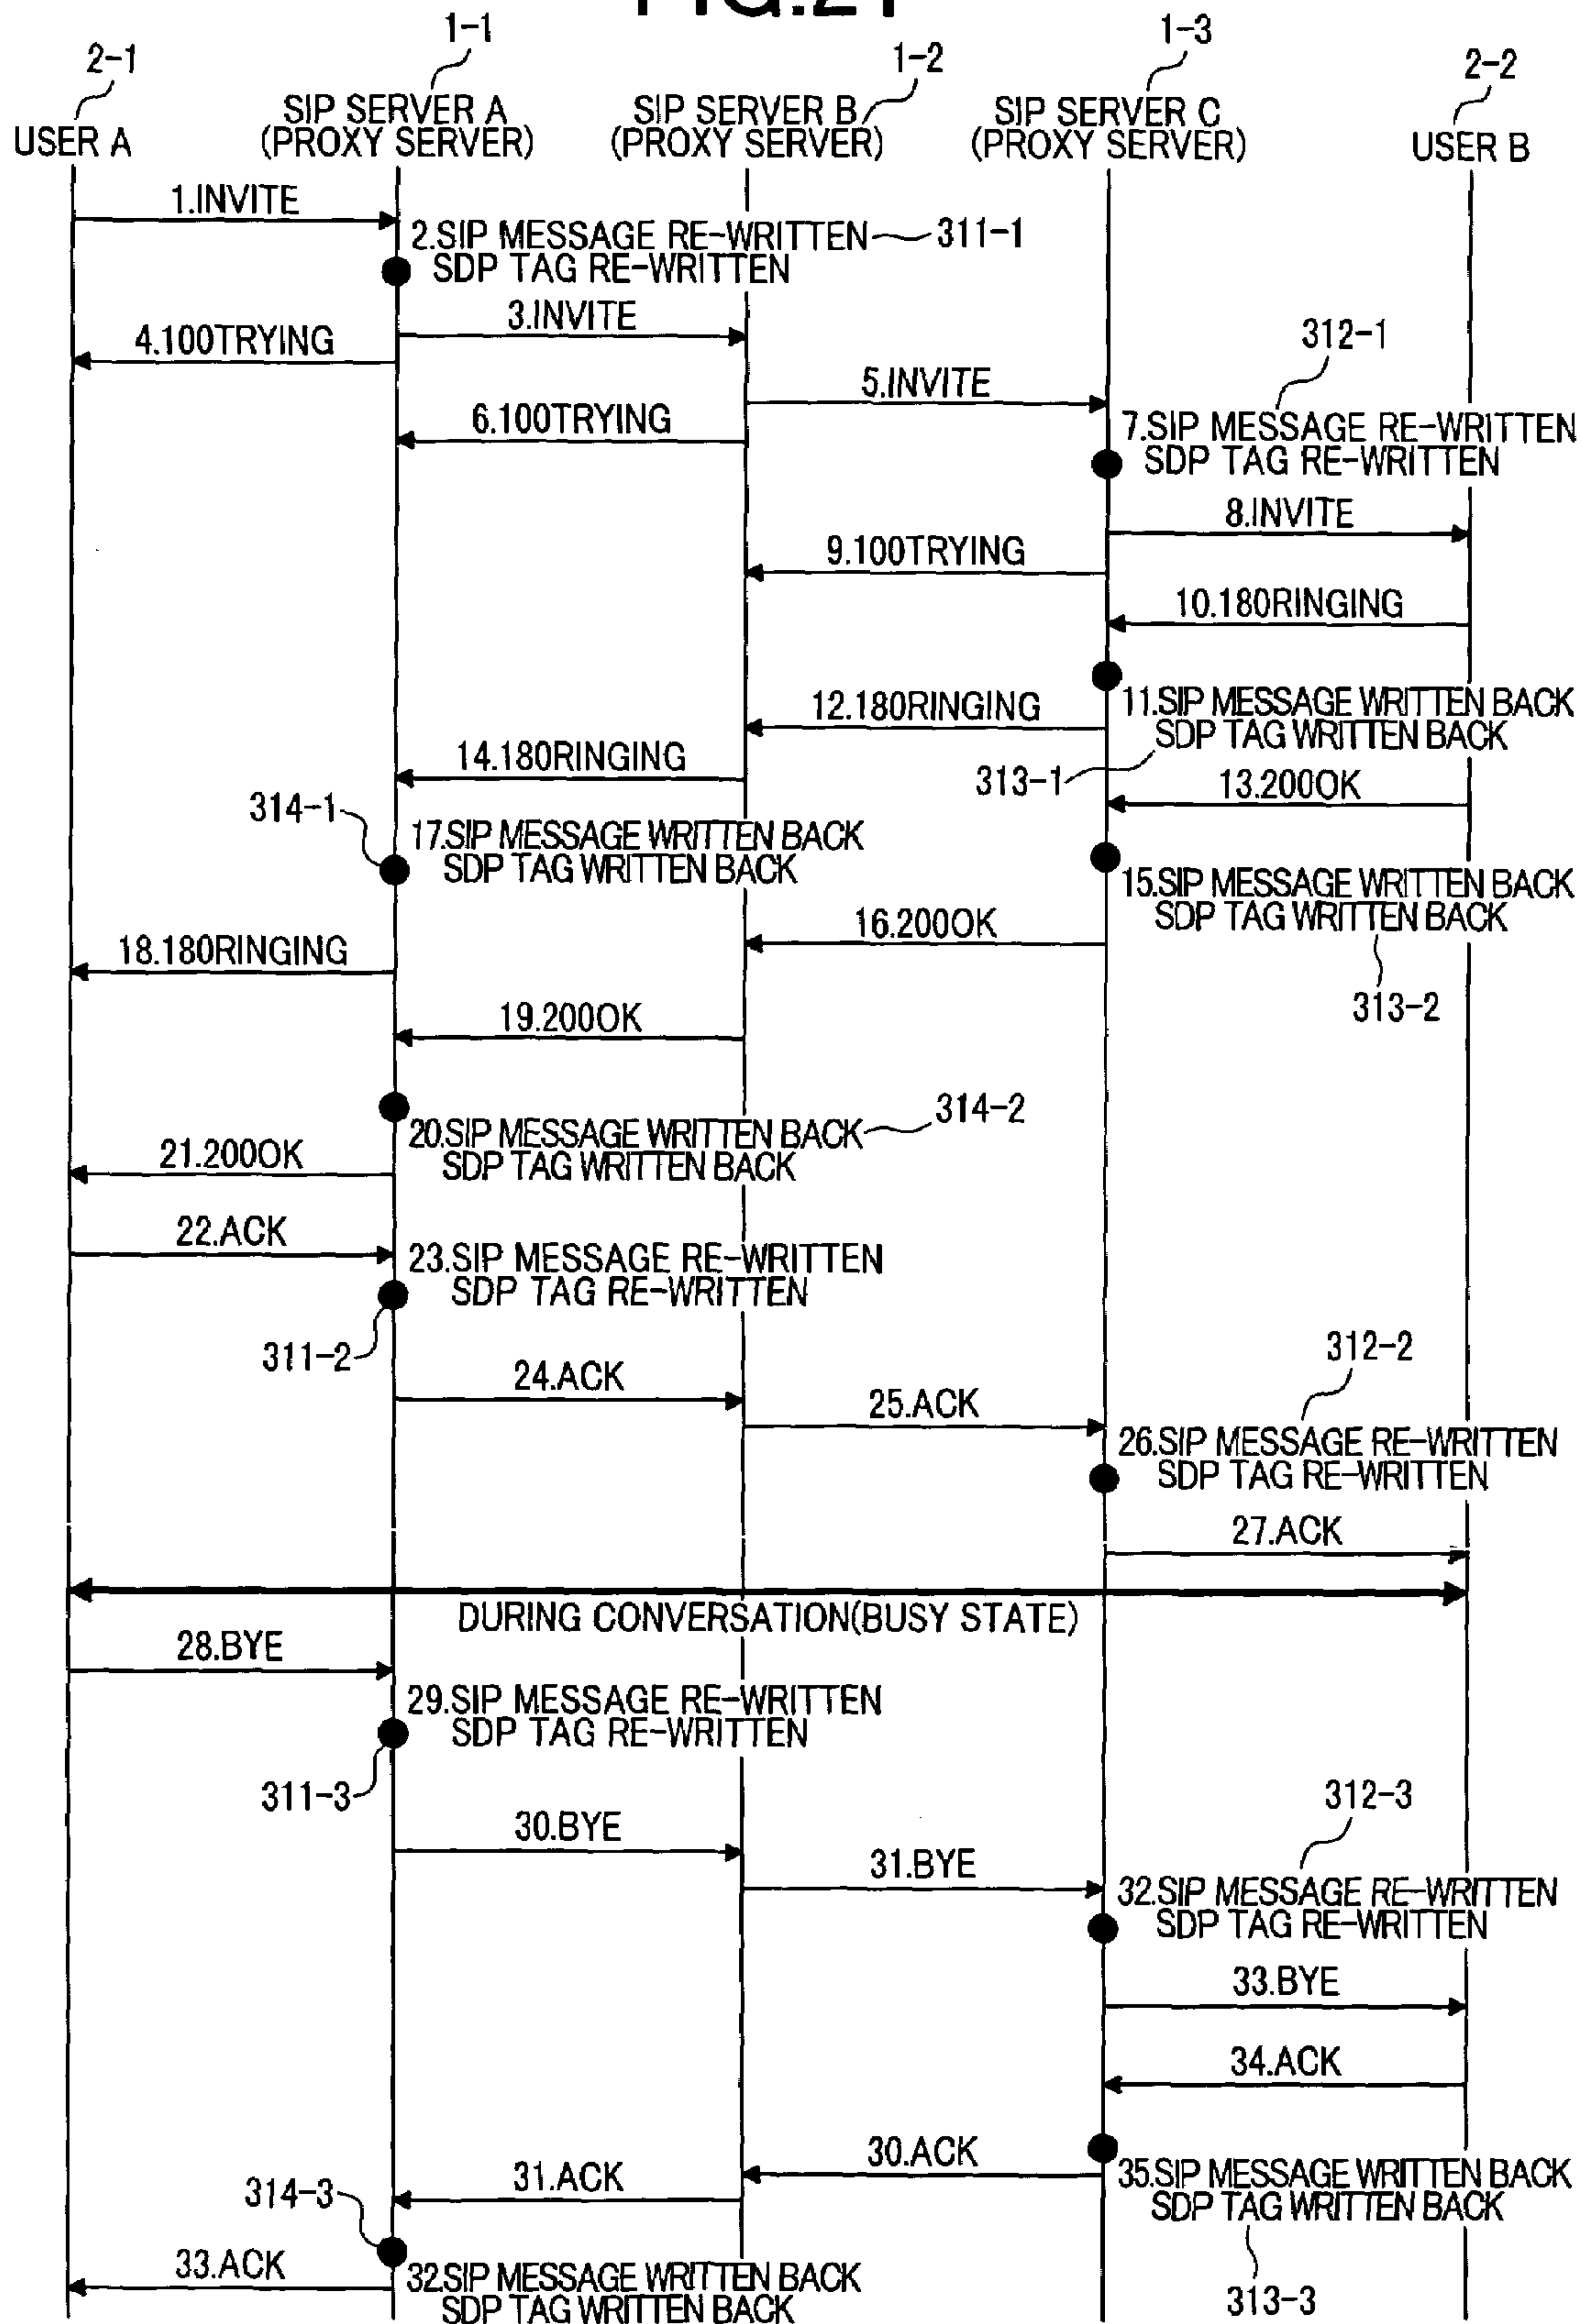 FIG.21
1-1
1-3
2-1
1-2
2-2
SIP SERVER A
(PROXY SERVER)
SIP SERVER B
(PROXY SERVER)
SIP SERVER C
(PROXY SERVER)
USER A
USER B
1.INVITE
2.SIP MESSAGE RE-WRITTEN
311-1
SDP TAG RE-WRITTEN
3.INVITE
4.100TRYING
312-1
5.INVITE
6.100TRYING
7.SIP MESSAGE RE-WRITTEN
SDP TAG RE-WRITTEN
8.INVITE
9.100TRYING
10.180RINGING
11.SIP MESSAGE WRITTEN BACK
SDP TAG WRITTEN BACK
12.180RINGING
14.180RINGING
313-1
13.200OK
314-1
17.SIP MESSAGE WRITTEN BACK
SDP TAG WRITTEN BACK
15.SIP MESSAGE WRITTEN BACK
SDP TAG WRITTEN BACK
16.200OK
18.180RINGING
313-2
19.200OK
314-2
20.SIP MESSAGE WRITTEN BACK
SDP TAG WRITTEN BACK
21.200OK
22.ACK
23.SIP MESSAGE RE-WRITTEN
SDP TAG RE-WRITTEN
311-2
312-2
24.ACK
25.ACK
26.SIP MESSAGE RE-WRITTEN
SDP TAG RE-WRITTEN
27.ACK
DURING CONVERSATION(BUSY STATE)
28.BYE
29.SIP MESSAGE RE-WRITTEN
SDP TAG RE-WRITTEN
311-3
312-3
30.BYE
31.BYE
32.SIP MESSAGE RE-WRITTEN
SDP TAG RE-WRITTEN
33.BYE
34.ACK
30.ACK
35.SIP MESSAGE WRITTEN BACK
SDP TAG WRITTEN BACK
31.ACK
314-3
33.ACK
32.SIP MESSAGE WRITTEN BACK
SDP TAG WRITTEN BACK
313-3